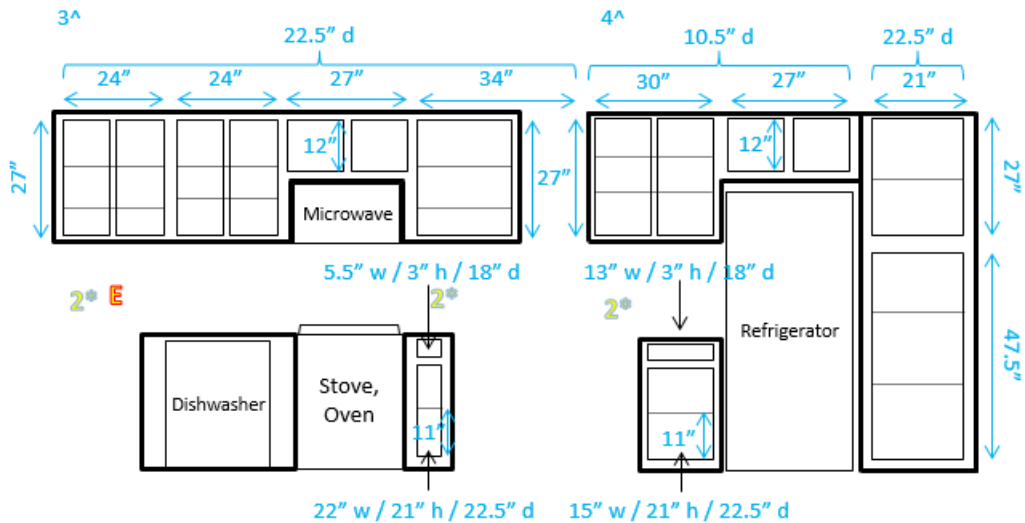 3^
4^
22.5” d
10.5” d
22.5” d
24”
24”
27”
34”
30”
27”
21”
27”
12”
27”
12”
27”
Microwave
5.5” w / 3” h / 18” d
13” w / 3” h / 18” d
2* E
2*
2*
Refrigerator
47.5”
Dishwasher
Stove,
Oven
11”
11”
22” w / 21” h / 22.5” d
15” w / 21” h / 22.5” d